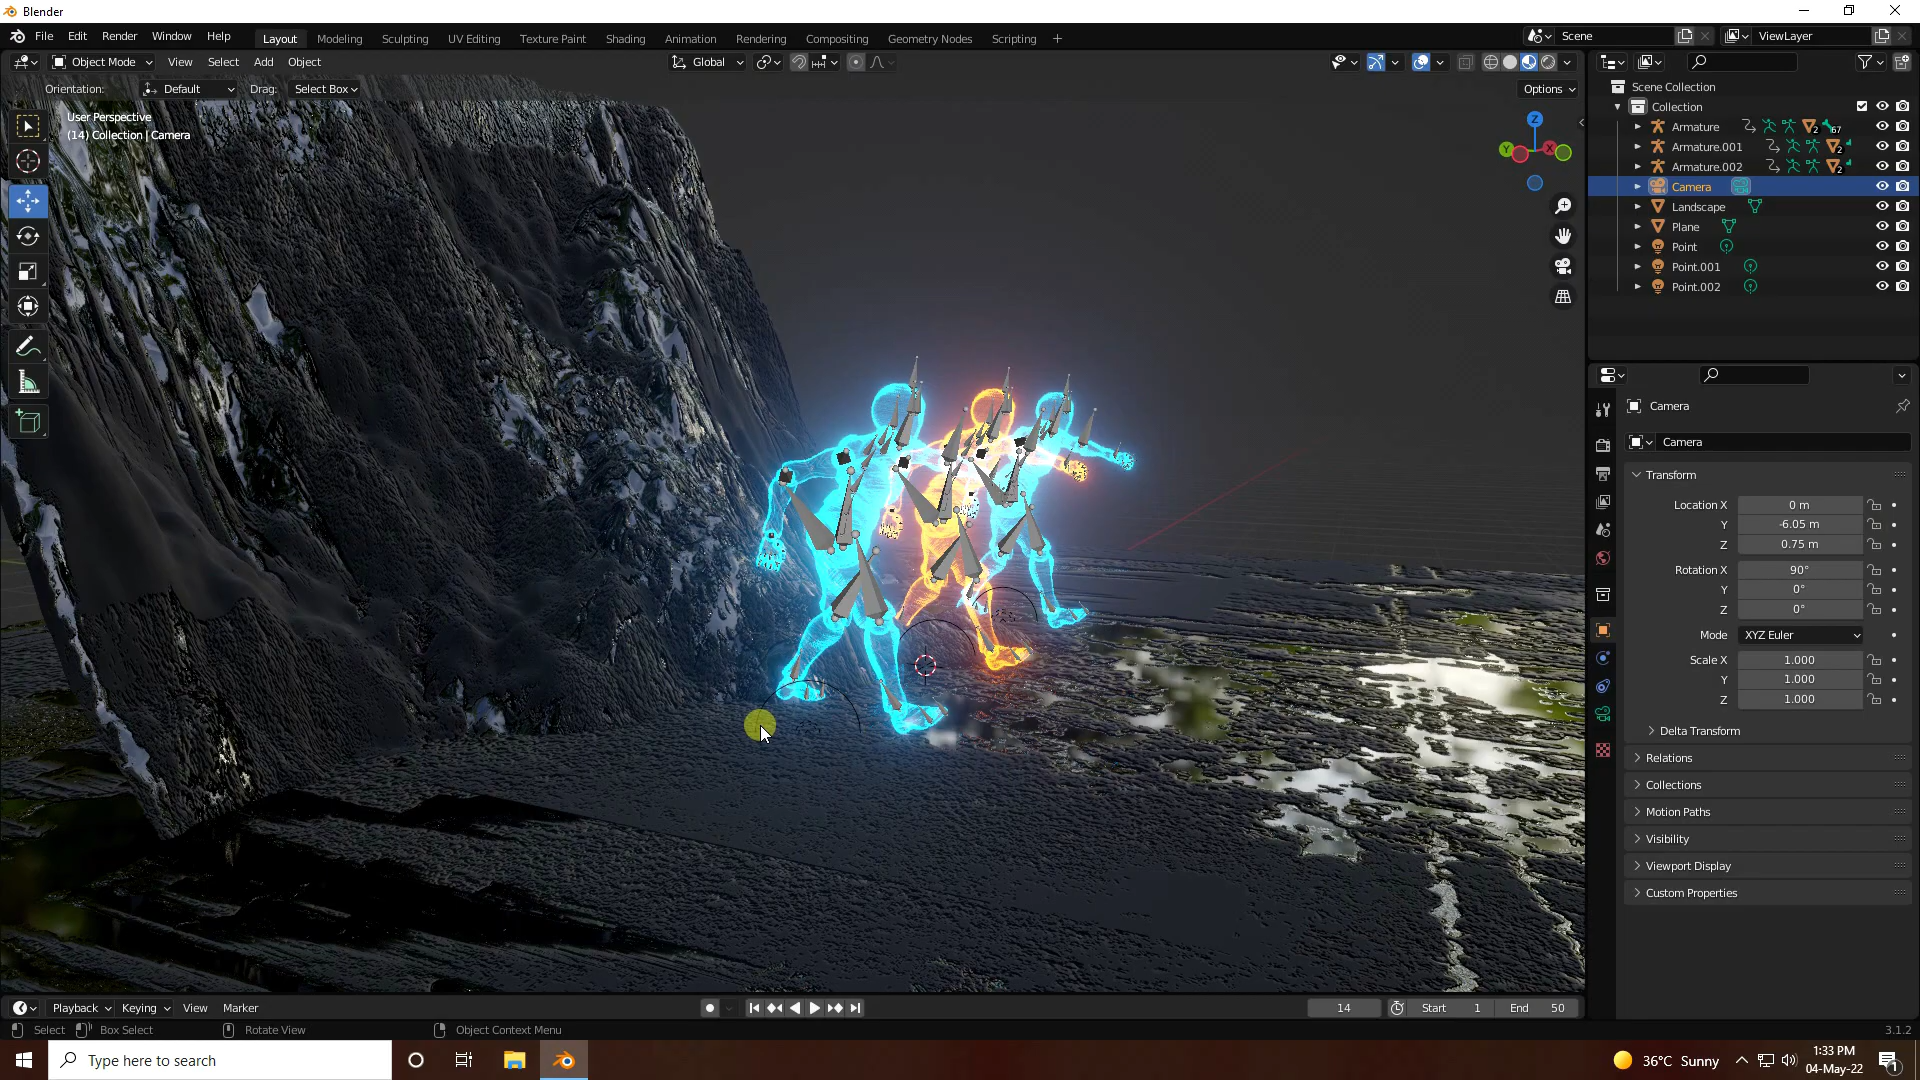 Blender
File Edit Render Window Help Layout Modeling Sculpting UV Editing Texture Paint Shading Animation Rendering Compositing Geometry Nodes Scripting + Scene ViewLayer
Object Mode View Select Add Object Global
Orientation: Default Drag: Select Box Options
User Perspective
(14) Collection | Camera
Z
Y
X
Scene Collection
Collection
Armature 2 67
Armature.001 2
Armature.002 2
Camera
Landscape
Plane
Point
Point.001
Point.002
Camera
Camera
Transform
Location X 0 m
Y -6.05 m
Z 0.75 m
Rotation X 90°
Y 0°
Z 0°
Mode XYZ Euler
Scale X 1.000
Y 1.000
Z 1.000
Delta Transform
Relations
Collections
Motion Paths
Visibility
Viewport Display
Custom Properties
Playback Keying View Marker 14 Start 1 End 50
Select Box Select Rotate View Object Context Menu 3.1.2
Type here to search 36°C Sunny 1:33 PM
04-May-22 1